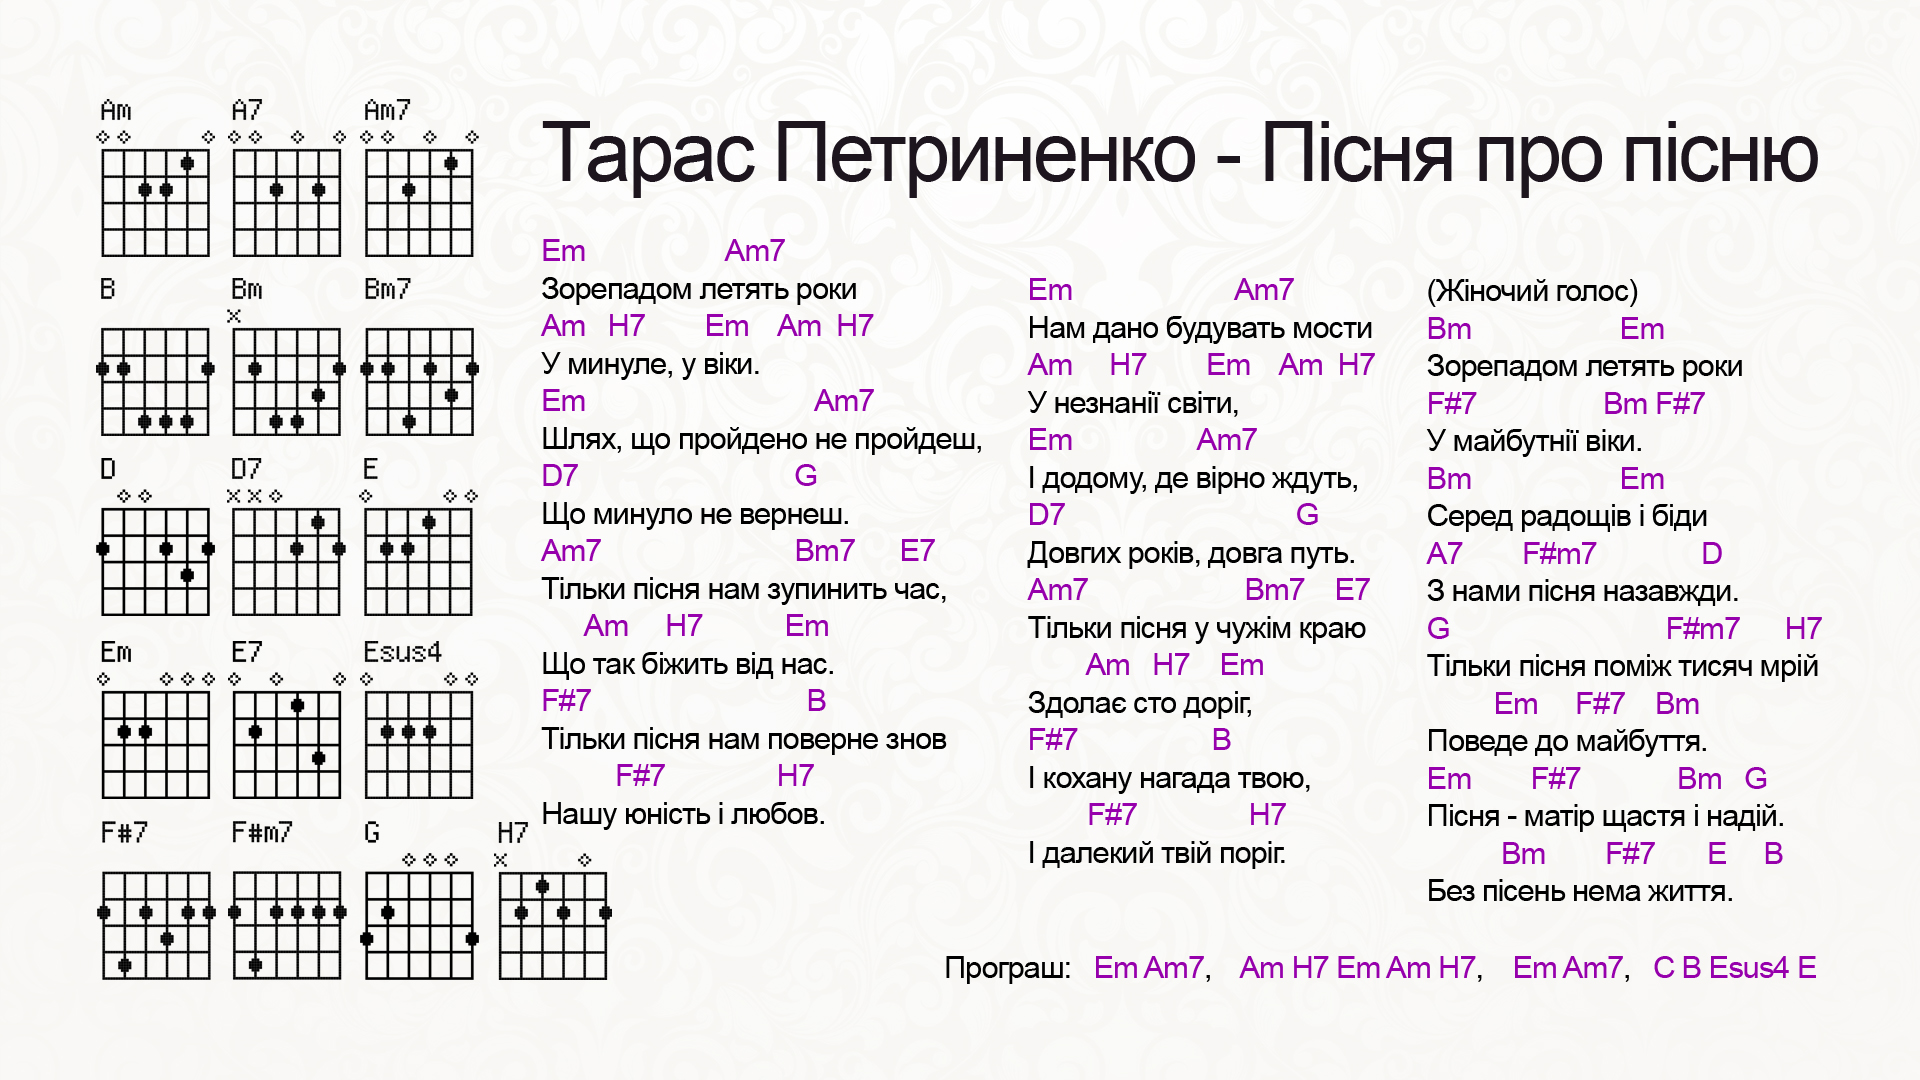 Тарас Петриненко - Пісня про пісню
Am A7 Am7
B Bm Bm7
D D7 E
Em E7 Esus4
F#7 F#m7 G H7
Em Am7
Зорепадом летять роки
Am H7 Em Am H7
У минуле, у віки.
Em Am7
Шлях, що пройдено не пройдеш,
D7 G
Що минуло не вернеш.
Am7 Bm7 E7
Тільки пісня нам зупинить час,
Am H7 Em
Що так біжить від нас.
F#7 B
Тільки пісня нам поверне знов
F#7 H7
Нашу юність і любов.
Em Am7
Нам дано будувать мости
Am H7 Em Am H7
У незнанії світи,
Em Am7
І додому, де вірно ждуть,
D7 G
Довгих років, довга путь.
Am7 Bm7 E7
Тільки пісня у чужім краю
Am H7 Em
Здолає сто доріг,
F#7 B
І кохану нагада твою,
F#7 H7
І далекий твій поріг.
(Жіночий голос)
Bm Em
Зорепадом летять роки
F#7 Bm F#7
У майбутнії віки.
Bm Em
Серед радощів і біди
A7 F#m7 D
З нами пісня назавжди.
G F#m7 H7
Тільки пісня поміж тисяч мрій
Em F#7 Bm
Поведе до майбуття.
Em F#7 Bm G
Пісня - матір щастя і надій.
Bm F#7 E B
Без пісень нема життя.
Програш: Em Am7, Am H7 Em Am H7, Em Am7, C B Esus4 E